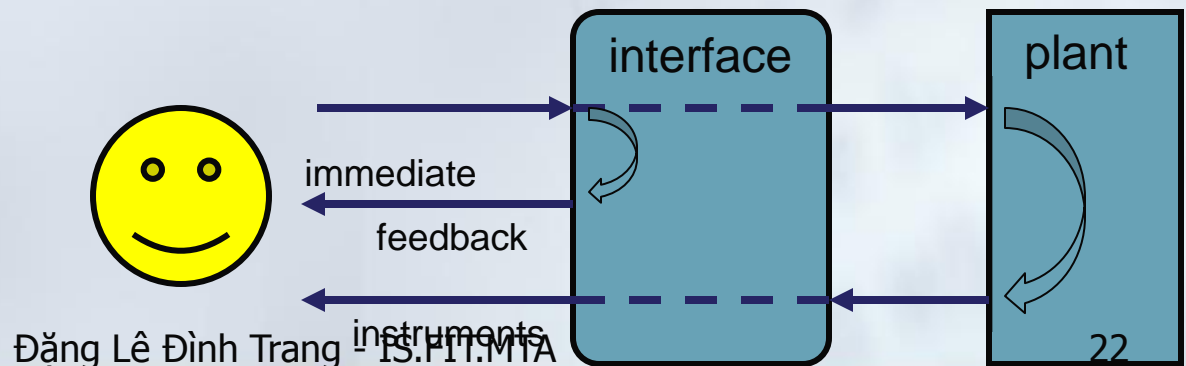 interface
plant
immediate
feedback
instruments
Đặng Lê Đình Trang - IS.FIT.MTA
22